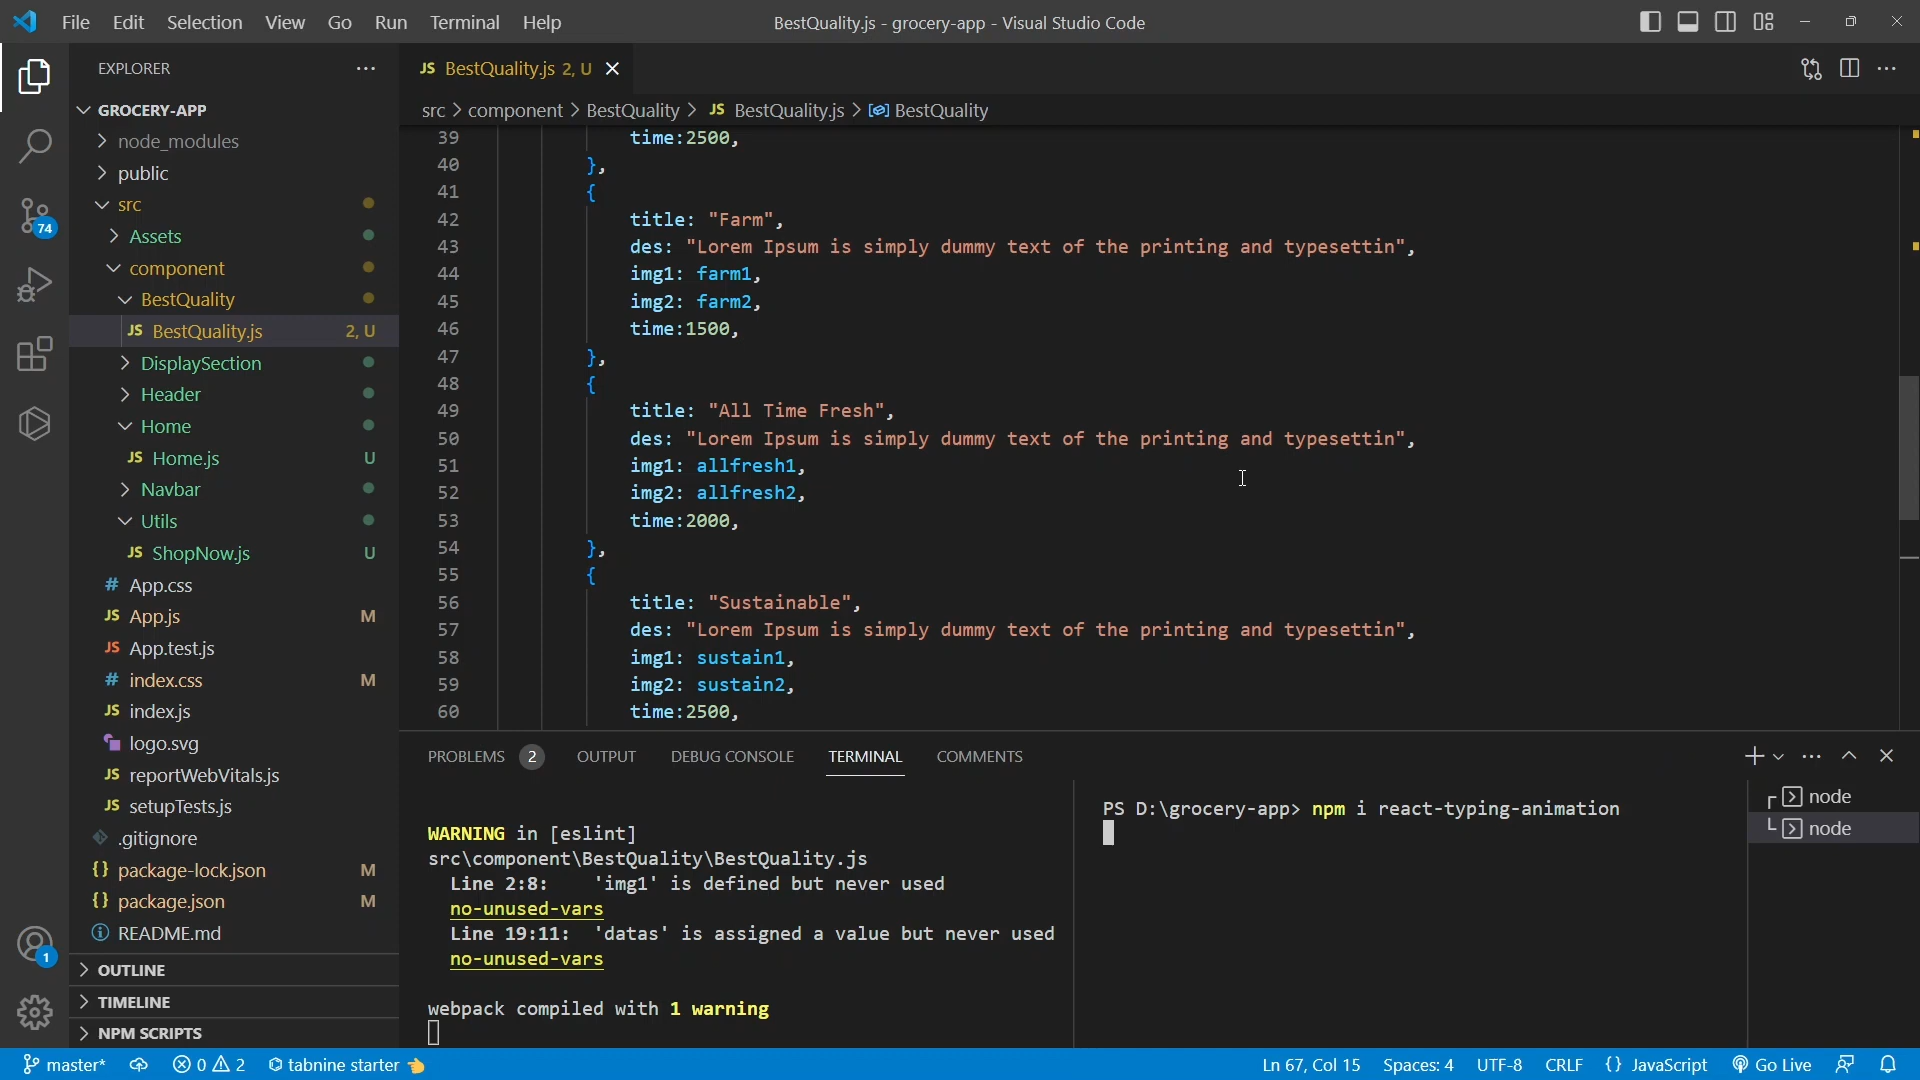 File Edit Selection View Go Run Terminal Help
BestQuality.js - grocery-app - Visual Studio Code
EXPLORER
GROCERY-APP
node_modules
public
src
Assets
component
BestQuality
JS BestQuality.js 2, U
DisplaySection
Header
Home
JS Home.js U
Navbar
Utils
JS ShopNow.js U
# App.css
JS App.js M
JS App.test.js
# index.css M
JS index.js
logo.svg
JS reportWebVitals.js
JS setupTests.js
.gitignore
{} package-lock.json M
{} package.json M
README.md
OUTLINE
TIMELINE
NPM SCRIPTS
74
1
JS BestQuality.js 2, U
src > component > BestQuality > JS BestQuality.js > BestQuality
39 time:2500,
40 },
41 {
42 title: "Farm",
43 des: "Lorem Ipsum is simply dummy text of the printing and typesettin",
44 img1: farm1,
45 img2: farm2,
46 time:1500,
47 },
48 {
49 title: "All Time Fresh",
50 des: "Lorem Ipsum is simply dummy text of the printing and typesettin",
51 img1: allfresh1,
52 img2: allfresh2,
53 time:2000,
54 },
55 {
56 title: "Sustainable",
57 des: "Lorem Ipsum is simply dummy text of the printing and typesettin",
58 img1: sustain1,
59 img2: sustain2,
60 time:2500,
PROBLEMS 2 OUTPUT DEBUG CONSOLE TERMINAL COMMENTS
WARNING in [eslint]
src\component\BestQuality\BestQuality.js
Line 2:8: 'img1' is defined but never used
no-unused-vars
Line 19:11: 'datas' is assigned a value but never used
no-unused-vars
webpack compiled with 1 warning
PS D:\grocery-app> npm i react-typing-animation
node
node
master* 0 2 tabnine starter Ln 67, Col 15 Spaces: 4 UTF-8 CRLF {} JavaScript Go Live